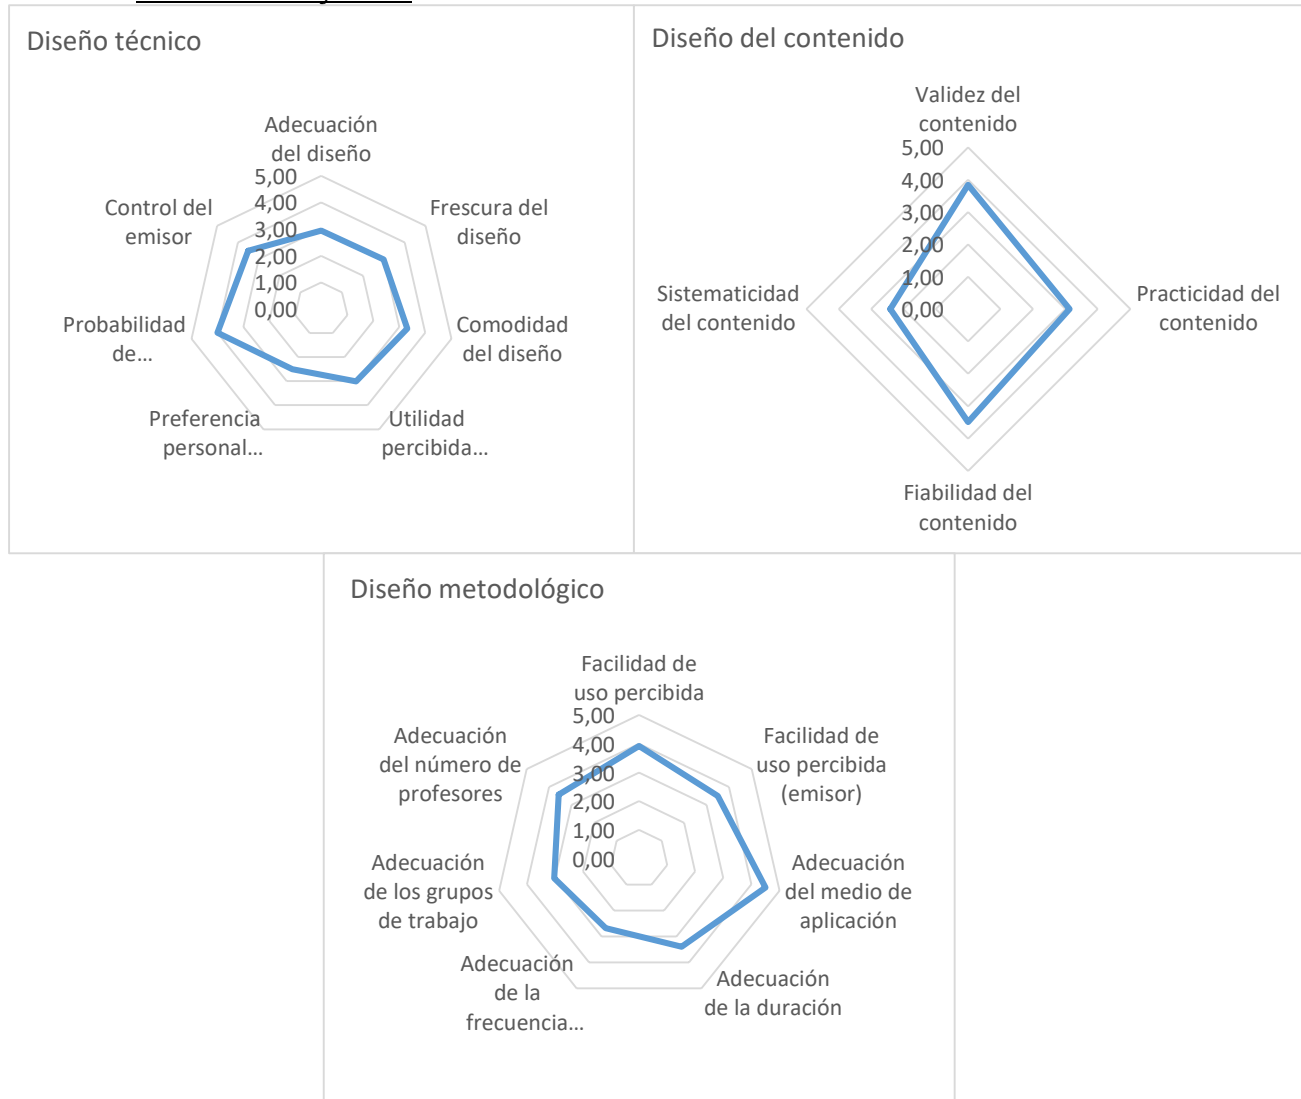 Diseño técnico
Adecuación
del diseño
5,00
4,00
3,00
2,00
1,00
0,00
Frescura del
diseño
Comodidad
del diseño
Utilidad
percibida...
Preferencia
personal...
Probabilidad
de...
Control del
emisor
Diseño del contenido
Validez del
contenido
5,00
4,00
3,00
2,00
1,00
0,00
Practicidad del
contenido
Fiabilidad del
contenido
Sistematicidad
del contenido
Diseño metodológico
Facilidad de
uso percibida
5,00
4,00
3,00
2,00
1,00
0,00
Facilidad de
uso percibida
(emisor)
Adecuación
del medio de
aplicación
Adecuación
de la duración
Adecuación
de la
frecuencia...
Adecuación
de los grupos
de trabajo
Adecuación
del número de
profesores